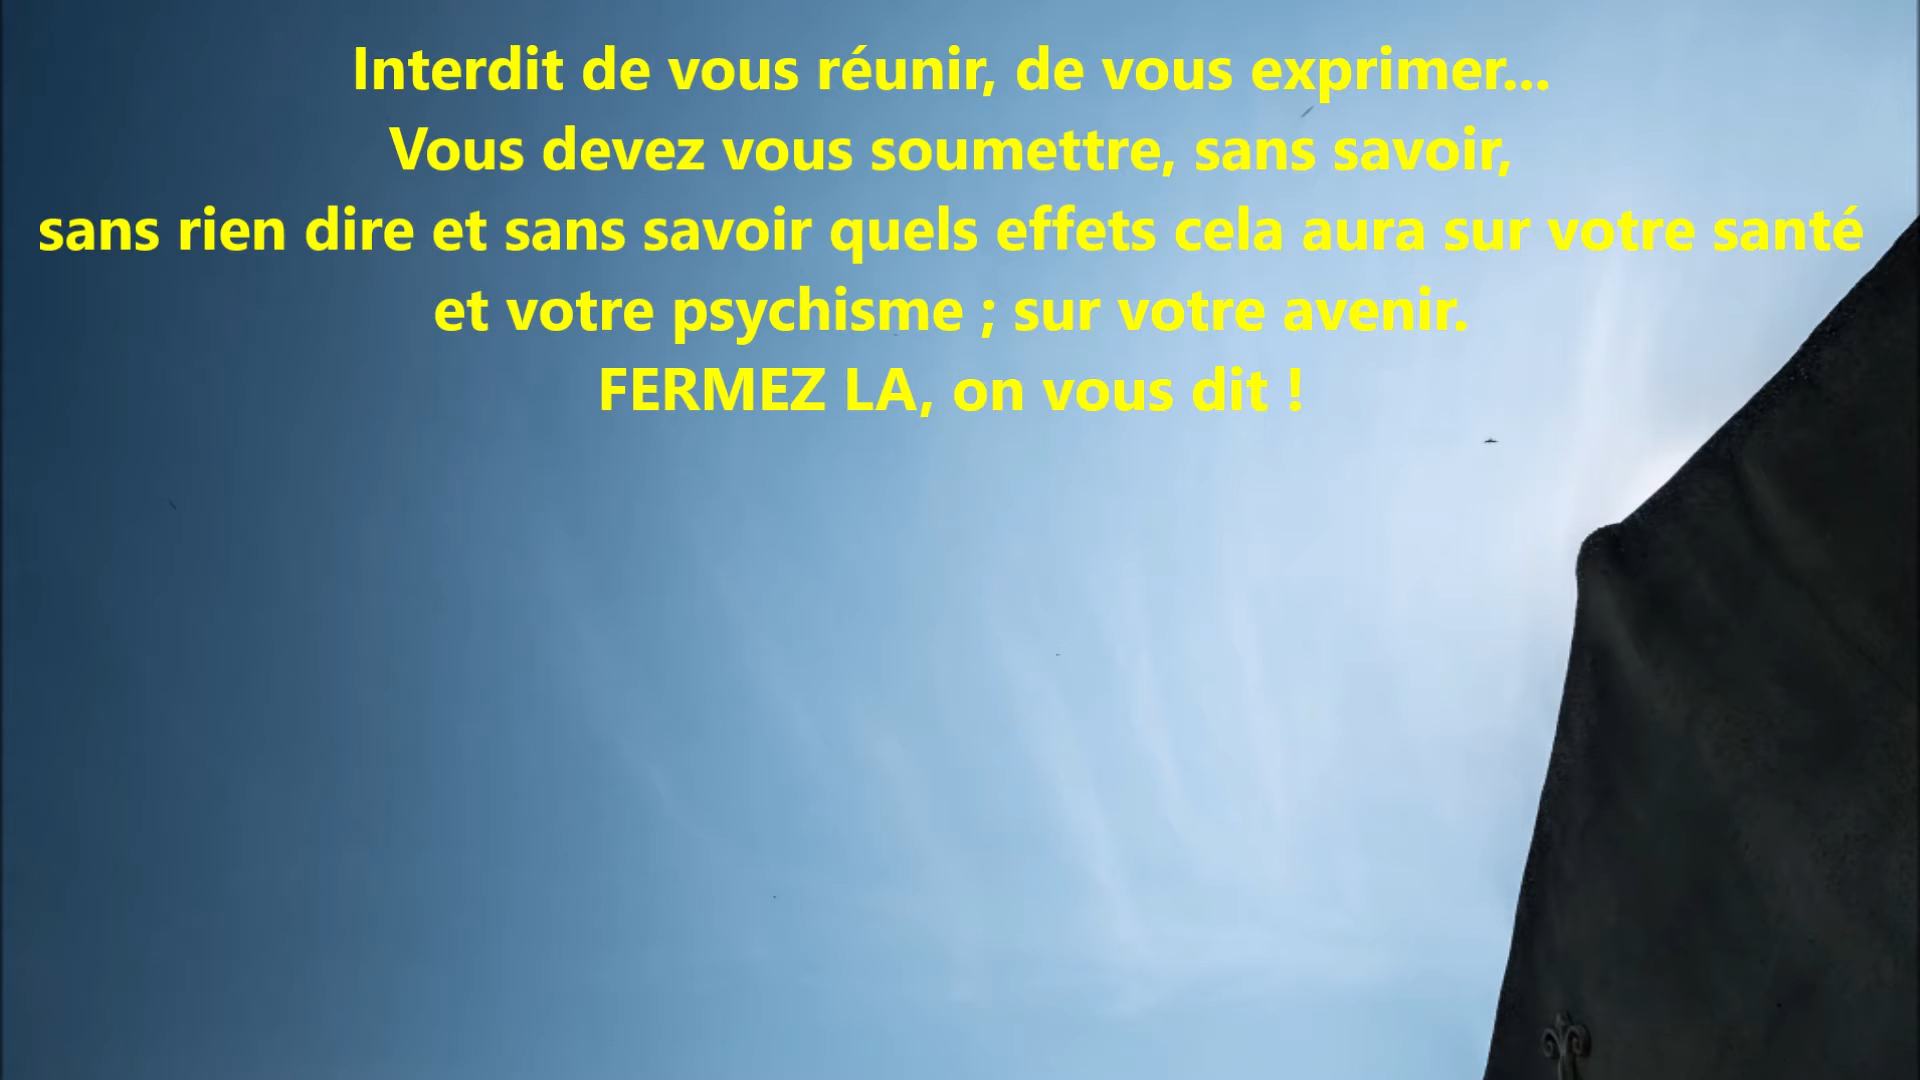 Interdit de vous réunir, de vous exprimer...
Vous devez vous soumettre, sans savoir,
sans rien dire et sans savoir quels effets cela aura sur votre santé
et votre psychisme ; sur votre avenir.
FERMEZ LA, on vous dit !